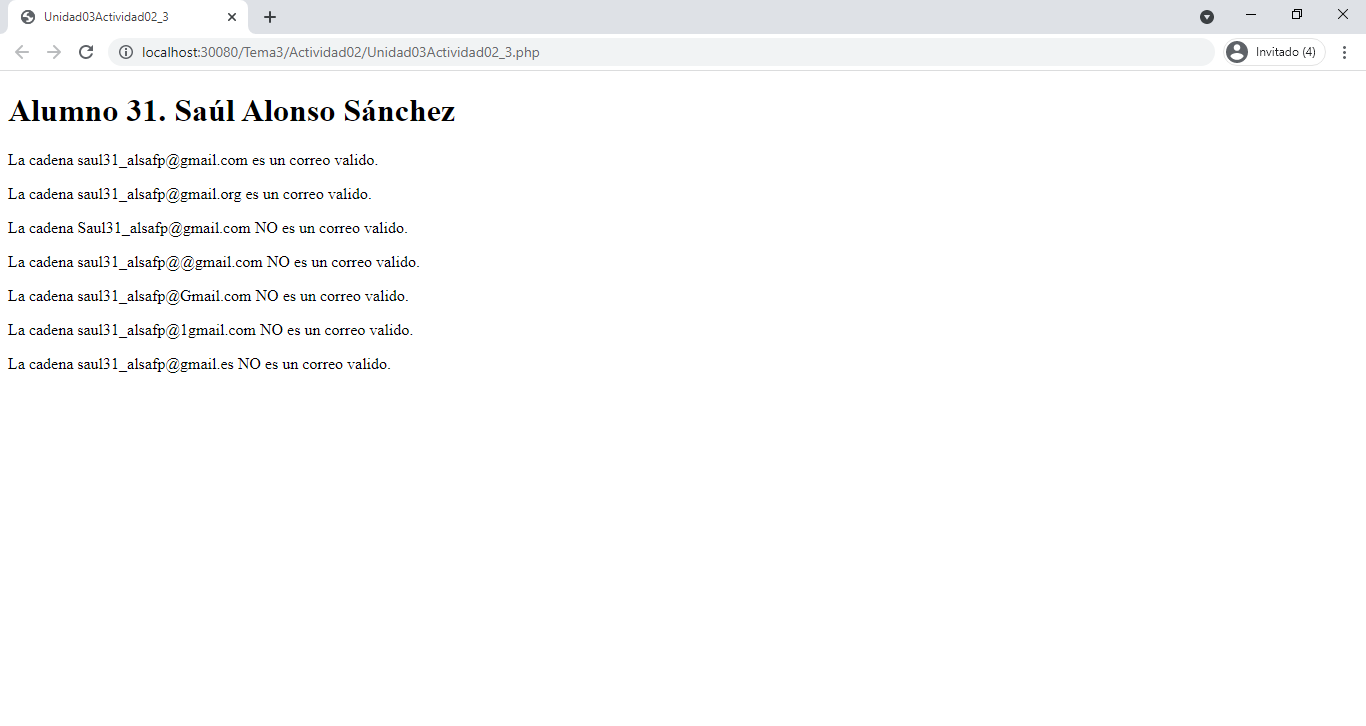 Unidad03Actividad02_3
localhost:30080/Tema3/Actividad02/Unidad03Actividad02_3.php
Invitado (4)
Alumno 31. Saúl Alonso Sánchez
La cadena saul31_alsafp@gmail.com es un correo valido.
La cadena saul31_alsafp@gmail.org es un correo valido.
La cadena Saul31_alsafp@gmail.com NO es un correo valido.
La cadena saul31_alsafp@@gmail.com NO es un correo valido.
La cadena saul31_alsafp@Gmail.com NO es un correo valido.
La cadena saul31_alsafp@1gmail.com NO es un correo valido.
La cadena saul31_alsafp@gmail.es NO es un correo valido.